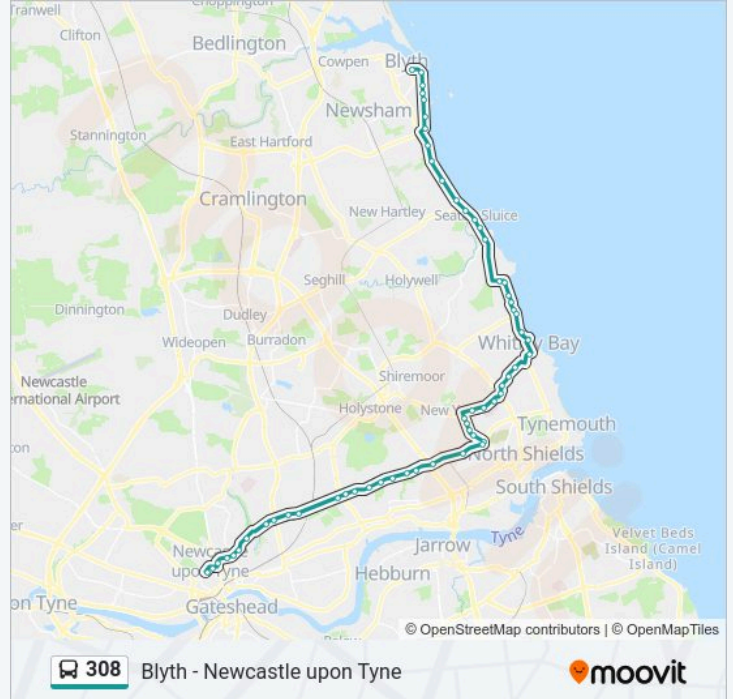 Tranwell
Choppington
Clifton
Bedlington
Cowpen
Blyth
Newsham
Stannington
East Hartford
Cramlington
New Hartley
Seaton Sluice
Seghill
Holywell
Dinnington
Dudley
Wideopen
Burradon
Whitley Bay
Shiremoor
Newcastle
ernational Airport
Holystone
New Y
Tynemouth
North Shields
South Shields
Tyne
Velvet Beds
Island (Camel
Island)
Jarrow
Newcastle
upon Tyne
Hebburn
on Tyne
Gateshead
© OpenStreetMap contributors | © OpenMapTiles
308 Blyth - Newcastle upon Tyne
moovit